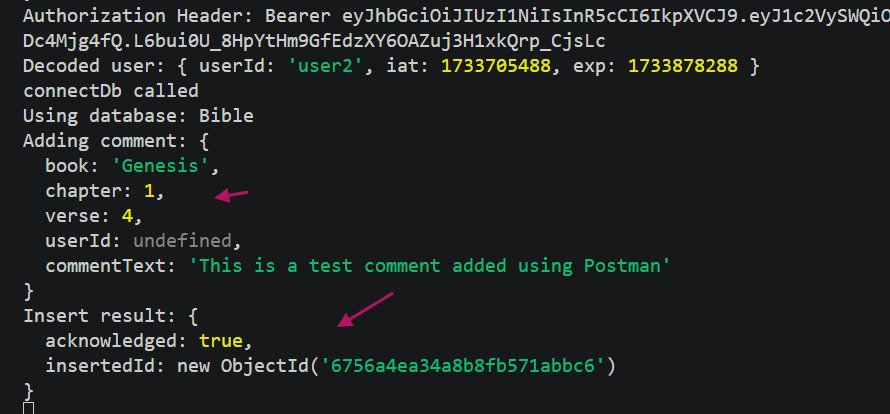 Authorization Header: Bearer eyJhbGciOiJIUzI1NiIsInR5cCI6IkpXVCJ9.eyJ1c2VySWQiO
Dc4Mjg4fQ.L6bui0U_8HpYtHm9GfEdzXY6OAZuj3H1xkQrp_CjsLc
Decoded user: { userId: 'user2', iat: 1733705488, exp: 1733878288 }
connectDb called
Using database: Bible
Adding comment: {
  book: 'Genesis',
  chapter: 1,
  verse: 4,
  userId: undefined,
  commentText: 'This is a test comment added using Postman'
}
Insert result: {
  acknowledged: true,
  insertedId: new ObjectId('6756a4ea34a8b8fb571abbc6')
}